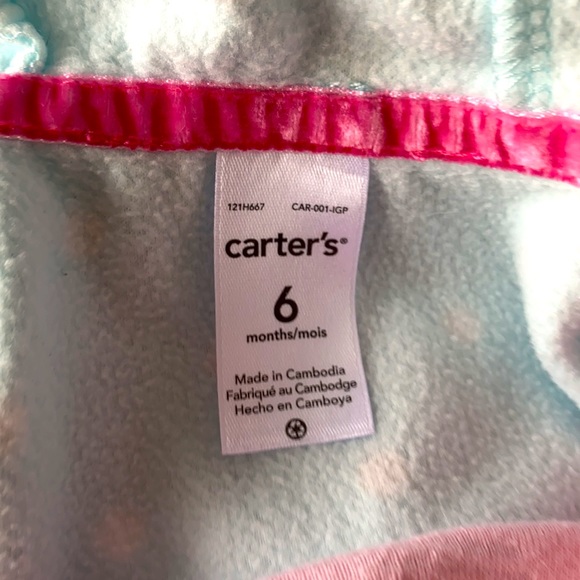 121H667 CAR-001-IGP
carter's®
6
months/mois
Made in Cambodia
Fabriqué au Cambodge
Hecho en Camboya